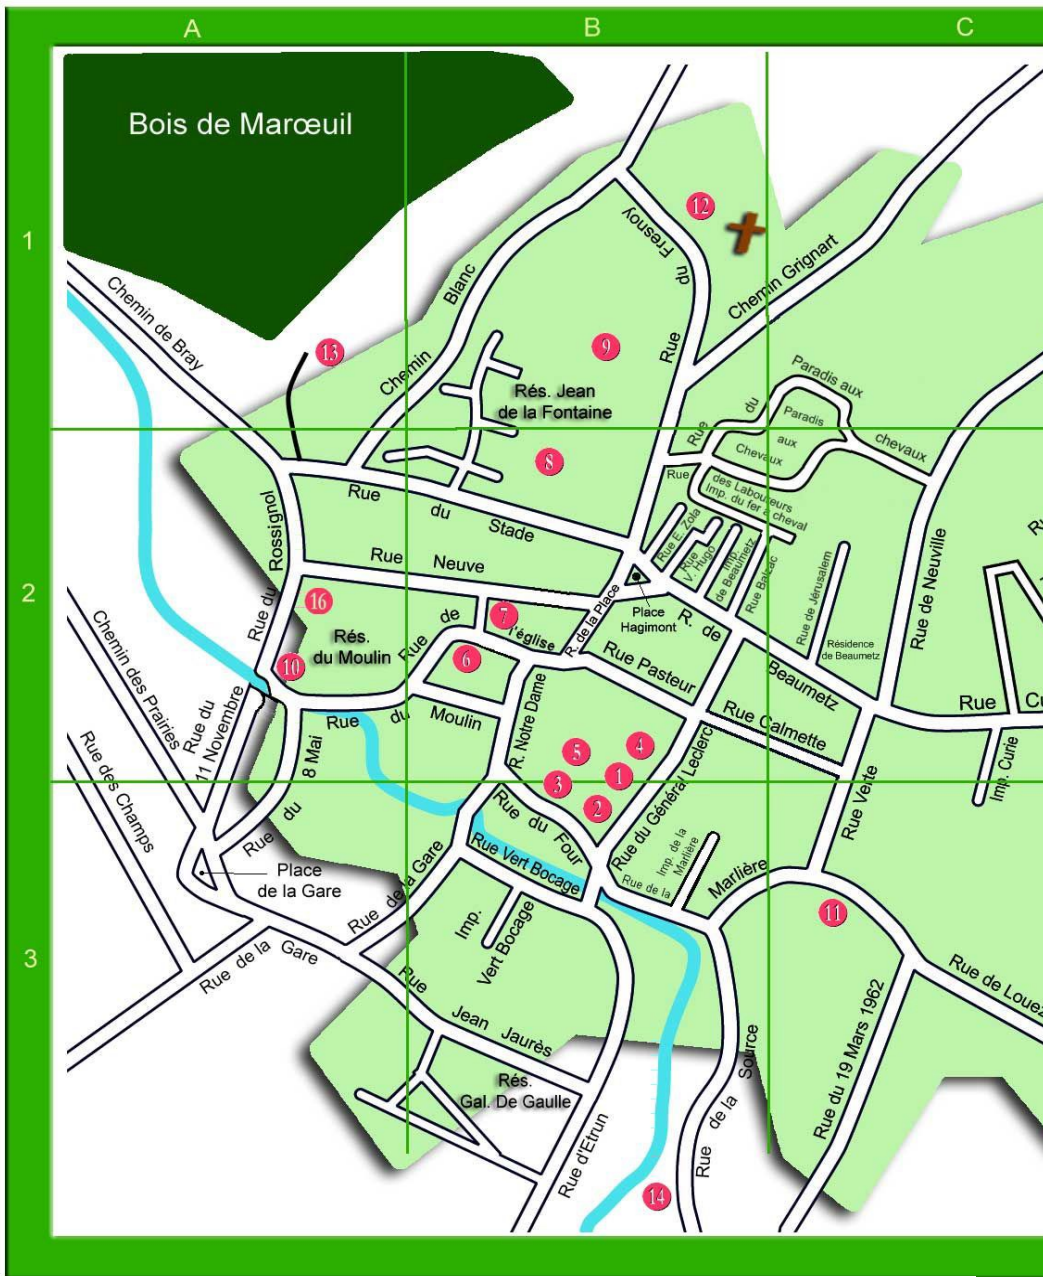 A
B
C
1
2
3
Bois de Marœuil
12
Chemin de Bray
13
Chemin
Blanc
Rue
du Fresnoy
Chemin Grignart
9
Rés. Jean
de la Fontaine
8
Paradis aux
chevaux
Rue
du
Paradis
aux
Chevaux
Rue
des Laboureurs
Imp. du fer à cheval
Rue
du
Stade
Rue du Rossignol
Rue Neuve
Rue E. Zola
Rue
V. Hugo
Imp.
de Beaumetz
Rue Balzac
Rue de Jérusalem
Résidence
de Beaumetz
Rue de Neuville
16
Rés.
du Moulin
10
Rue de
l'église
7
6
R. de la Place
Place
Hagimont
R. de
Beaumetz
Rue Pasteur
Rue Calmette
Rue
Imp. Curie
Rue
du
Moulin
R. Notre Dame
Chemin des Prairies
Rue du
11 Novembre
Rue des Champs
Rue du
8 Mai
5
4
3
1
2
Rue du Général Leclerc
Rue Verte
Rue
du
Four
Rue Vert Bocage
Imp.
Vert Bocage
Rue de la
Marlière
Imp. de la
Marlière
Place
de la Gare
Rue de la Gare
Rue de la
Gare
11
Rue de Louez
Rue
Jean Jaurès
Rés.
Gal. De Gaulle
Rue d'Etrun
Rue de la
Source
Rue du 19 Mars 1962
14